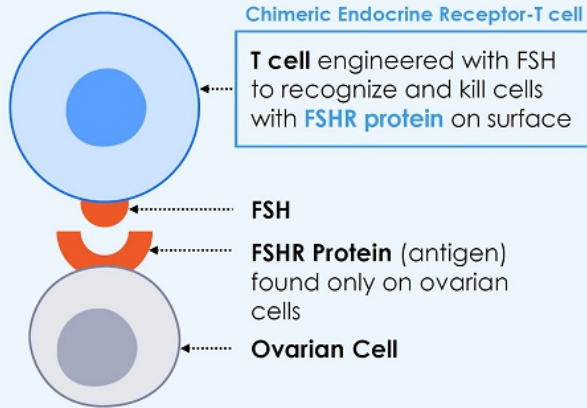 Chimeric Endocrine Receptor-T cell
T cell engineered with FSH
to recognize and kill cells
with FSHR protein on surface
FSH
FSHR Protein (antigen)
found only on ovarian
cells
Ovarian Cell